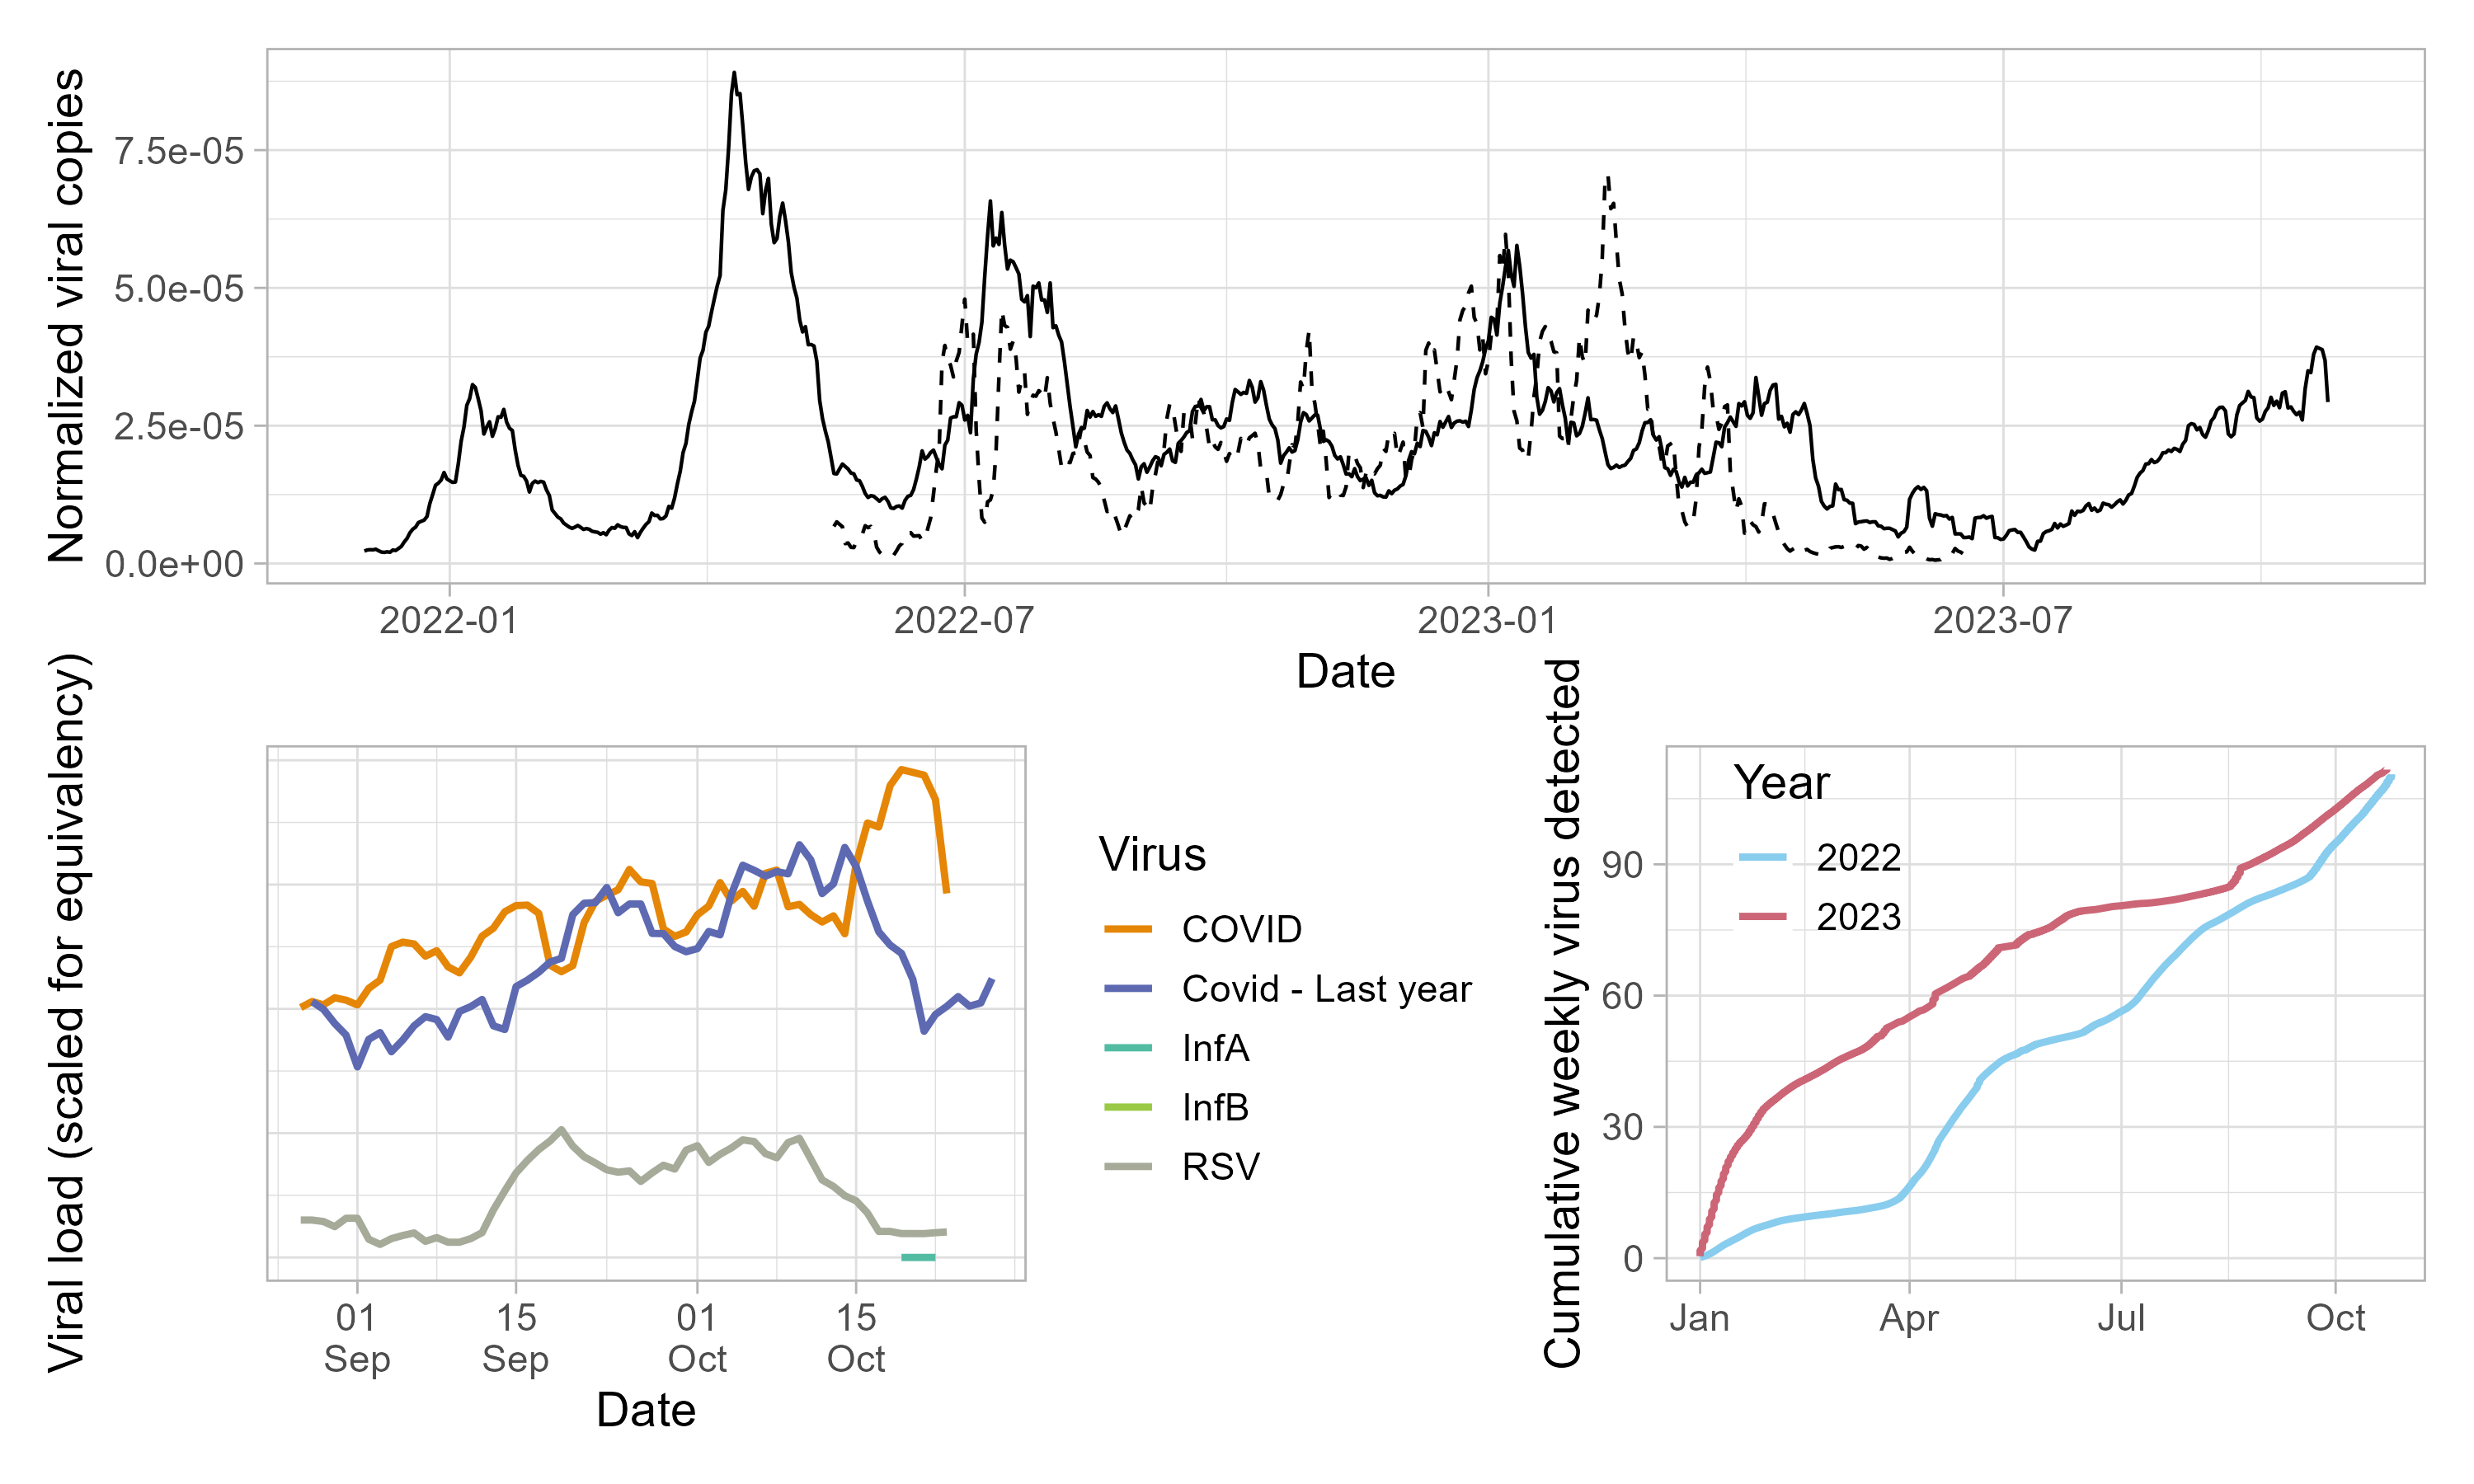 Normalized viral copies
7.5e-05
5.0e-05
2.5e-05
0.0e+00
2022-01
2022-07
2023-01
2023-07
Date
Viral load (scaled for equivalency)
01
Sep
15
Sep
01
Oct
15
Oct
Date
Virus
COVID
Covid - Last year
InfA
InfB
RSV
Cumulative weekly virus detected
90
60
30
0
Year
2022
2023
Jan
Apr
Jul
Oct